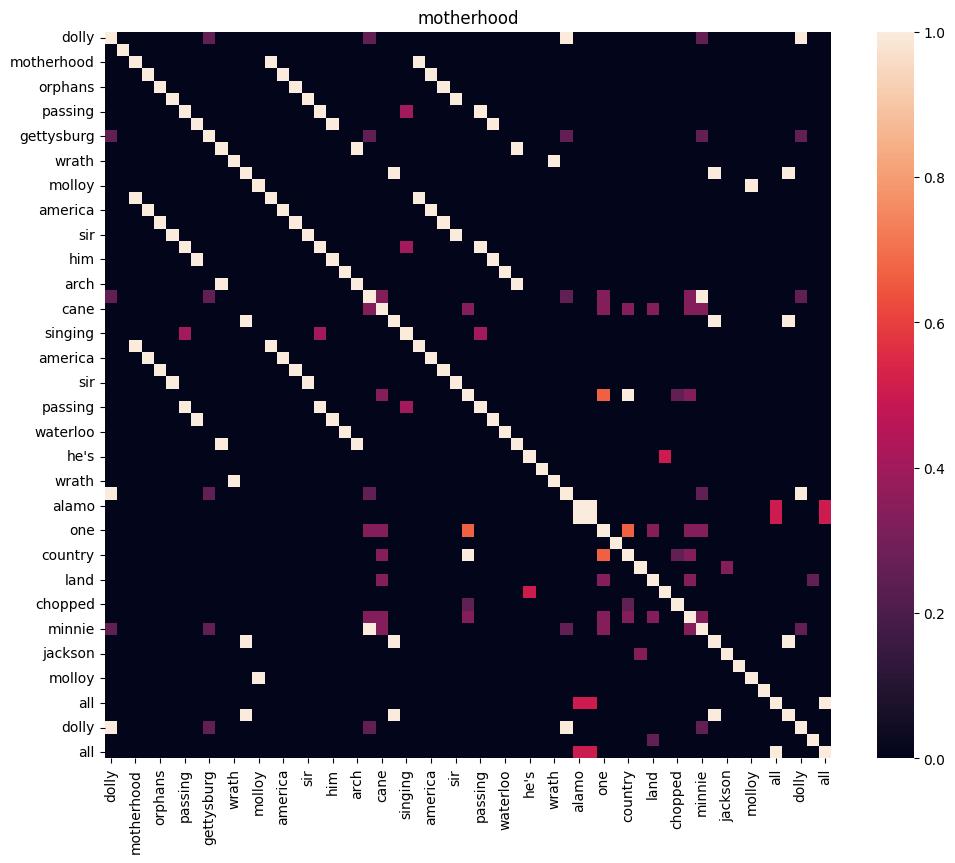 motherhood
dolly
motherhood
orphans
passing
gettysburg
wrath
molloy
america
sir
him
arch
cane
singing
america
sir
passing
waterloo
he's
wrath
alamo
one
country
land
chopped
minnie
jackson
molloy
all
dolly
all
1.0
0.8
0.6
0.4
0.2
0.0
dolly
motherhood
orphans
passing
gettysburg
wrath
molloy
america
sir
him
arch
cane
singing
america
sir
passing
waterloo
he's
wrath
alamo
one
country
land
chopped
minnie
jackson
molloy
all
dolly
all